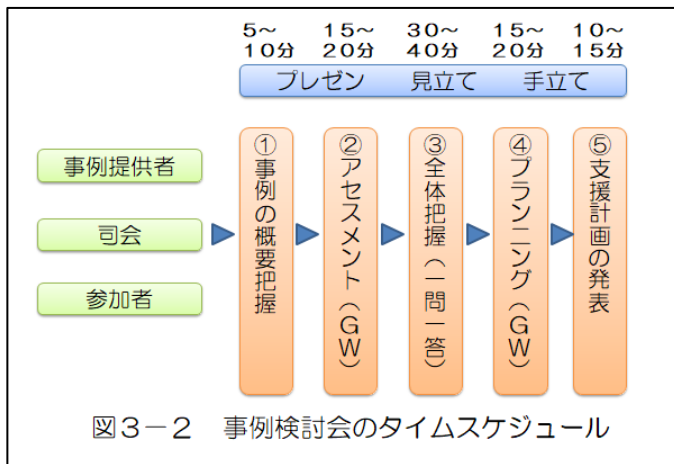 5～
10分
15～
20分
30～
40分
15～
20分
10～
15分
プレゼン　見立て　手立て
事例提供者
司会
参加者
①事例の概要把握
②アセスメント（GW）
③全体把握（一問一答）
④プランニング（GW）
⑤支援計画の発表
図３－２　事例検討会のタイムスケジュール